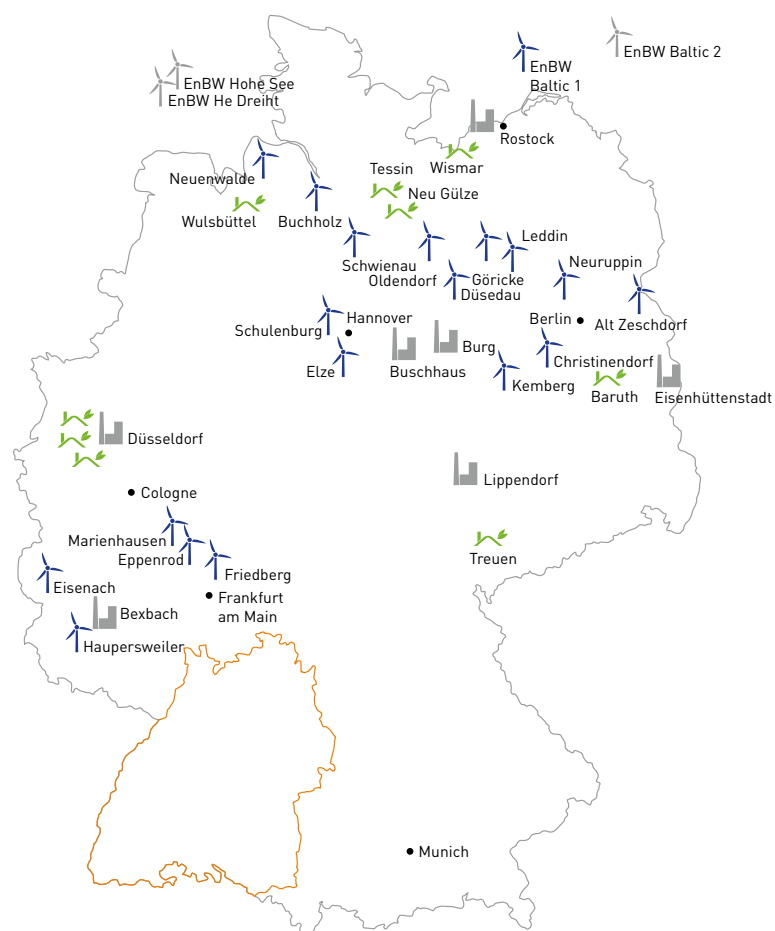 EnBW Baltic 2
EnBW
Baltic 1
EnBW Hohe See
EnBW He Dreiht
Rostock
Wismar
Tessin
Neuenwalde
Neu Gülze
Wulsbüttel
Buchholz
Leddin
Schwienau
Oldendorf
Göricke
Düsedau
Neuruppin
Hannover
Schulenburg
Berlin
Alt Zeschdorf
Burg
Elze
Buschhaus
Christinendorf
Kemberg
Baruth
Eisenhüttenstadt
Düsseldorf
Lippendorf
Cologne
Marienhausen
Eppenrod
Treuen
Friedberg
Eisenach
Frankfurt
am Main
Bexbach
Haupersweiler
Munich